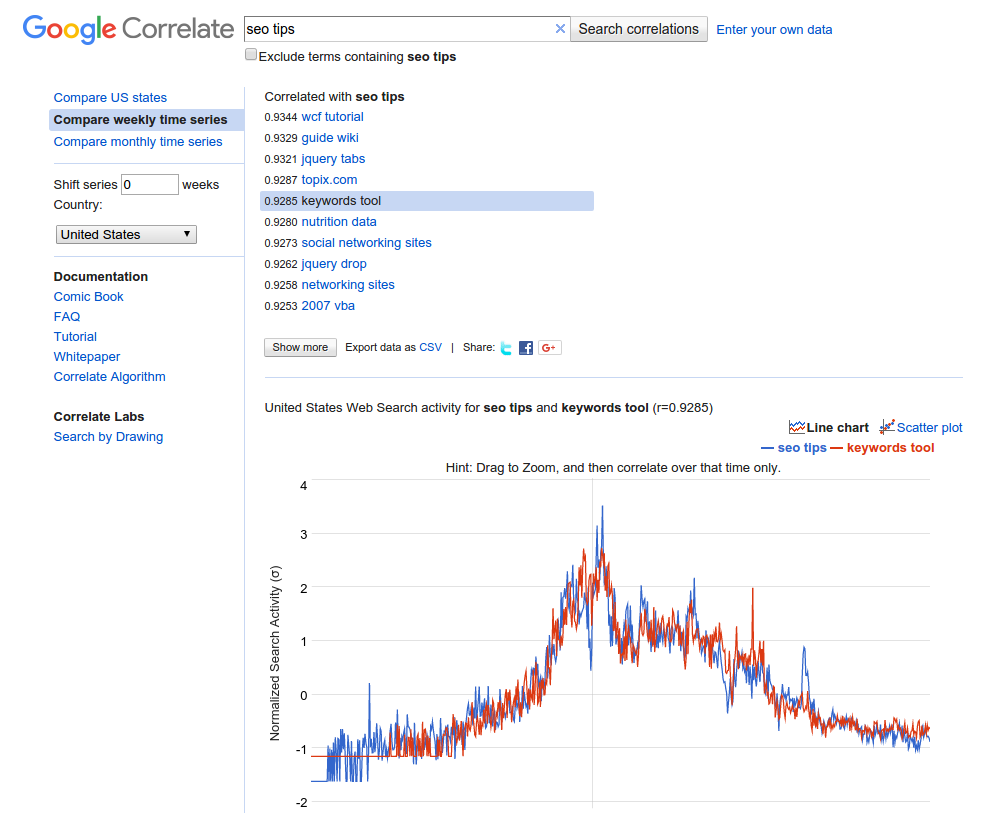 Google Correlate seo tips × Search correlations Enter your own data
Exclude terms containing seo tips
Compare US states
Compare weekly time series
Compare monthly time series
Shift series 0 weeks
Country:
United States
Documentation
Comic Book
FAQ
Tutorial
Whitepaper
Correlate Algorithm
Correlate Labs
Search by Drawing
Correlated with seo tips
0.9344 wcf tutorial
0.9329 guide wiki
0.9321 jquery tabs
0.9287 topix.com
0.9285 keywords tool
0.9280 nutrition data
0.9273 social networking sites
0.9262 jquery drop
0.9258 networking sites
0.9253 2007 vba
Show more Export data as CSV | Share: G+
United States Web Search activity for seo tips and keywords tool (r=0.9285)
Line chart Scatter plot
seo tips keywords tool
Hint: Drag to Zoom, and then correlate over that time only.
Normalized Search Activity (σ)
4
3
2
1
0
-1
-2